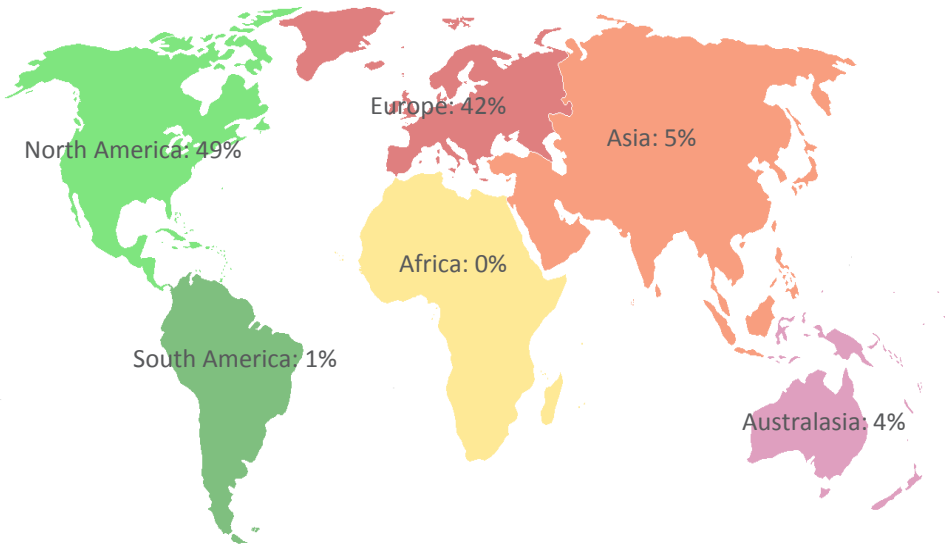 Europe: 42%
Asia: 5%
North America: 49%
Africa: 0%
South America: 1%
Australasia: 4%